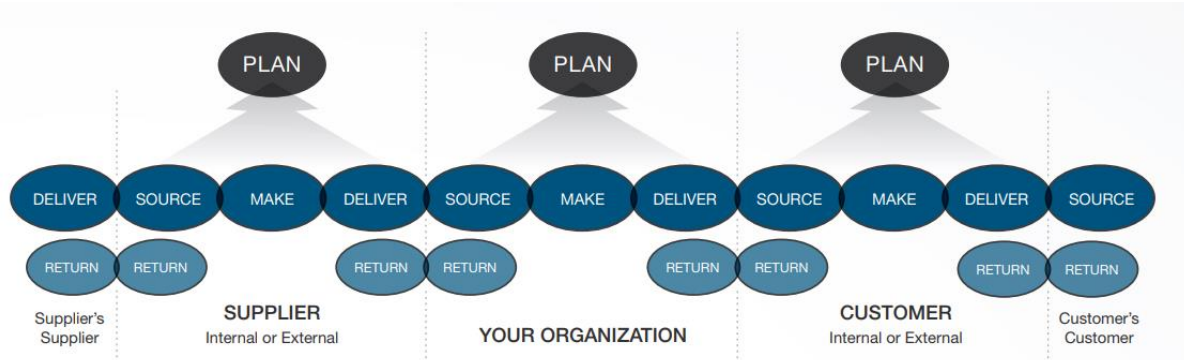 PLAN PLAN PLAN
DELIVER SOURCE MAKE DELIVER SOURCE MAKE DELIVER SOURCE MAKE DELIVER SOURCE
RETURN RETURN RETURN RETURN RETURN RETURN RETURN RETURN
Supplier's
Supplier
SUPPLIER
Internal or External
YOUR ORGANIZATION
CUSTOMER
Internal or External
Customer's
Customer